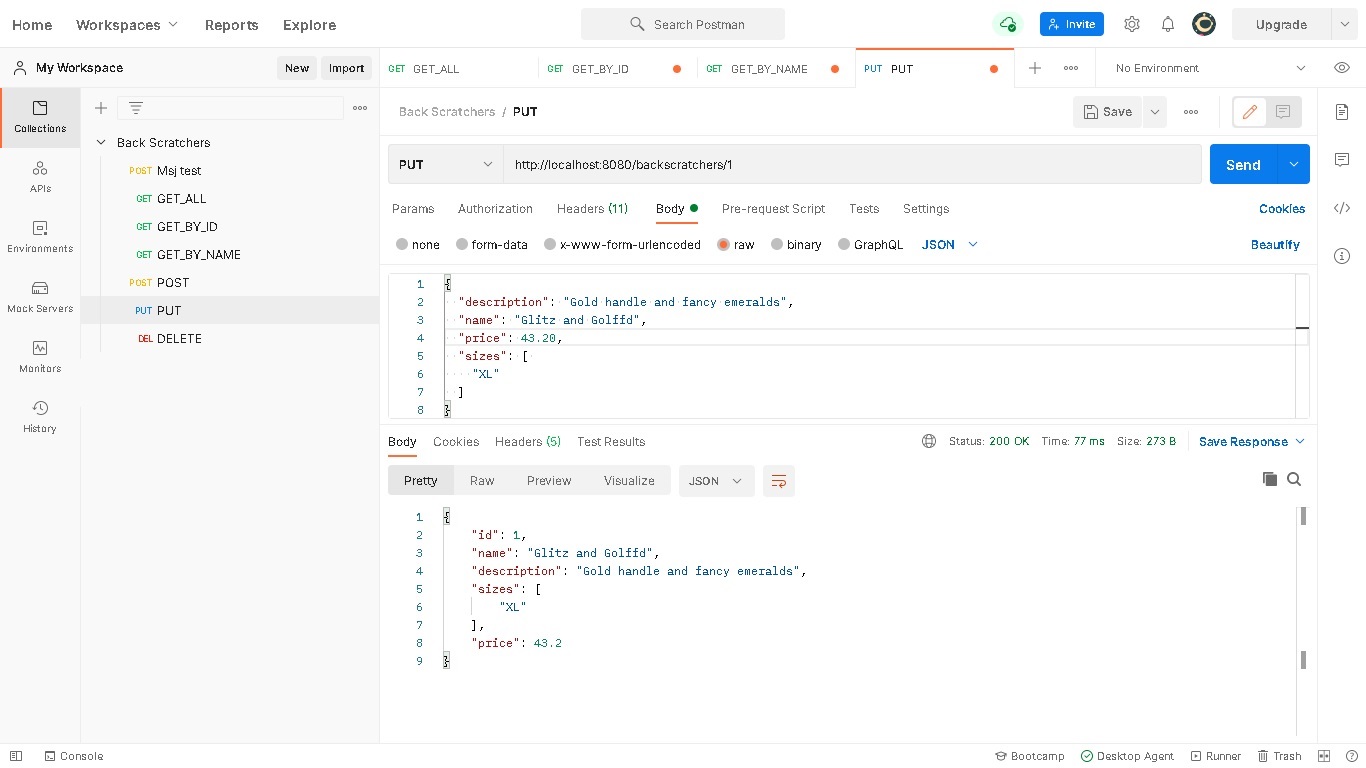 Home Workspaces Reports Explore Search Postman Invite Upgrade
My Workspace New Import GET GET_ALL GET GET_BY_ID GET GET_BY_NAME PUT PUT No Environment
Collections
APIs
Environments
Mock Servers
Monitors
History
Back Scratchers
POST Msj test
GET GET_ALL
GET GET_BY_ID
GET GET_BY_NAME
POST POST
PUT PUT
DEL DELETE
Back Scratchers / PUT Save
PUT http://localhost:8080/backscratchers/1 Send
Params Authorization Headers (11) Body Pre-request Script Tests Settings Cookies
none form-data x-www-form-urlencoded raw binary GraphQL JSON Beautify
1 {
2 "description": "Gold handle and fancy emeralds",
3 "name": "Glitz and Golffd",
4 "price": 43.20,
5 "sizes": [
6 "XL"
7 ]
8 }
Body Cookies Headers (5) Test Results Status: 200 OK Time: 77 ms Size: 273 B Save Response
Pretty Raw Preview Visualize JSON
1 {
2 "id": 1,
3 "name": "Glitz and Golffd",
4 "description": "Gold handle and fancy emeralds",
5 "sizes": [
6 "XL"
7 ],
8 "price": 43.2
9 }
Console Bootcamp Desktop Agent Runner Trash